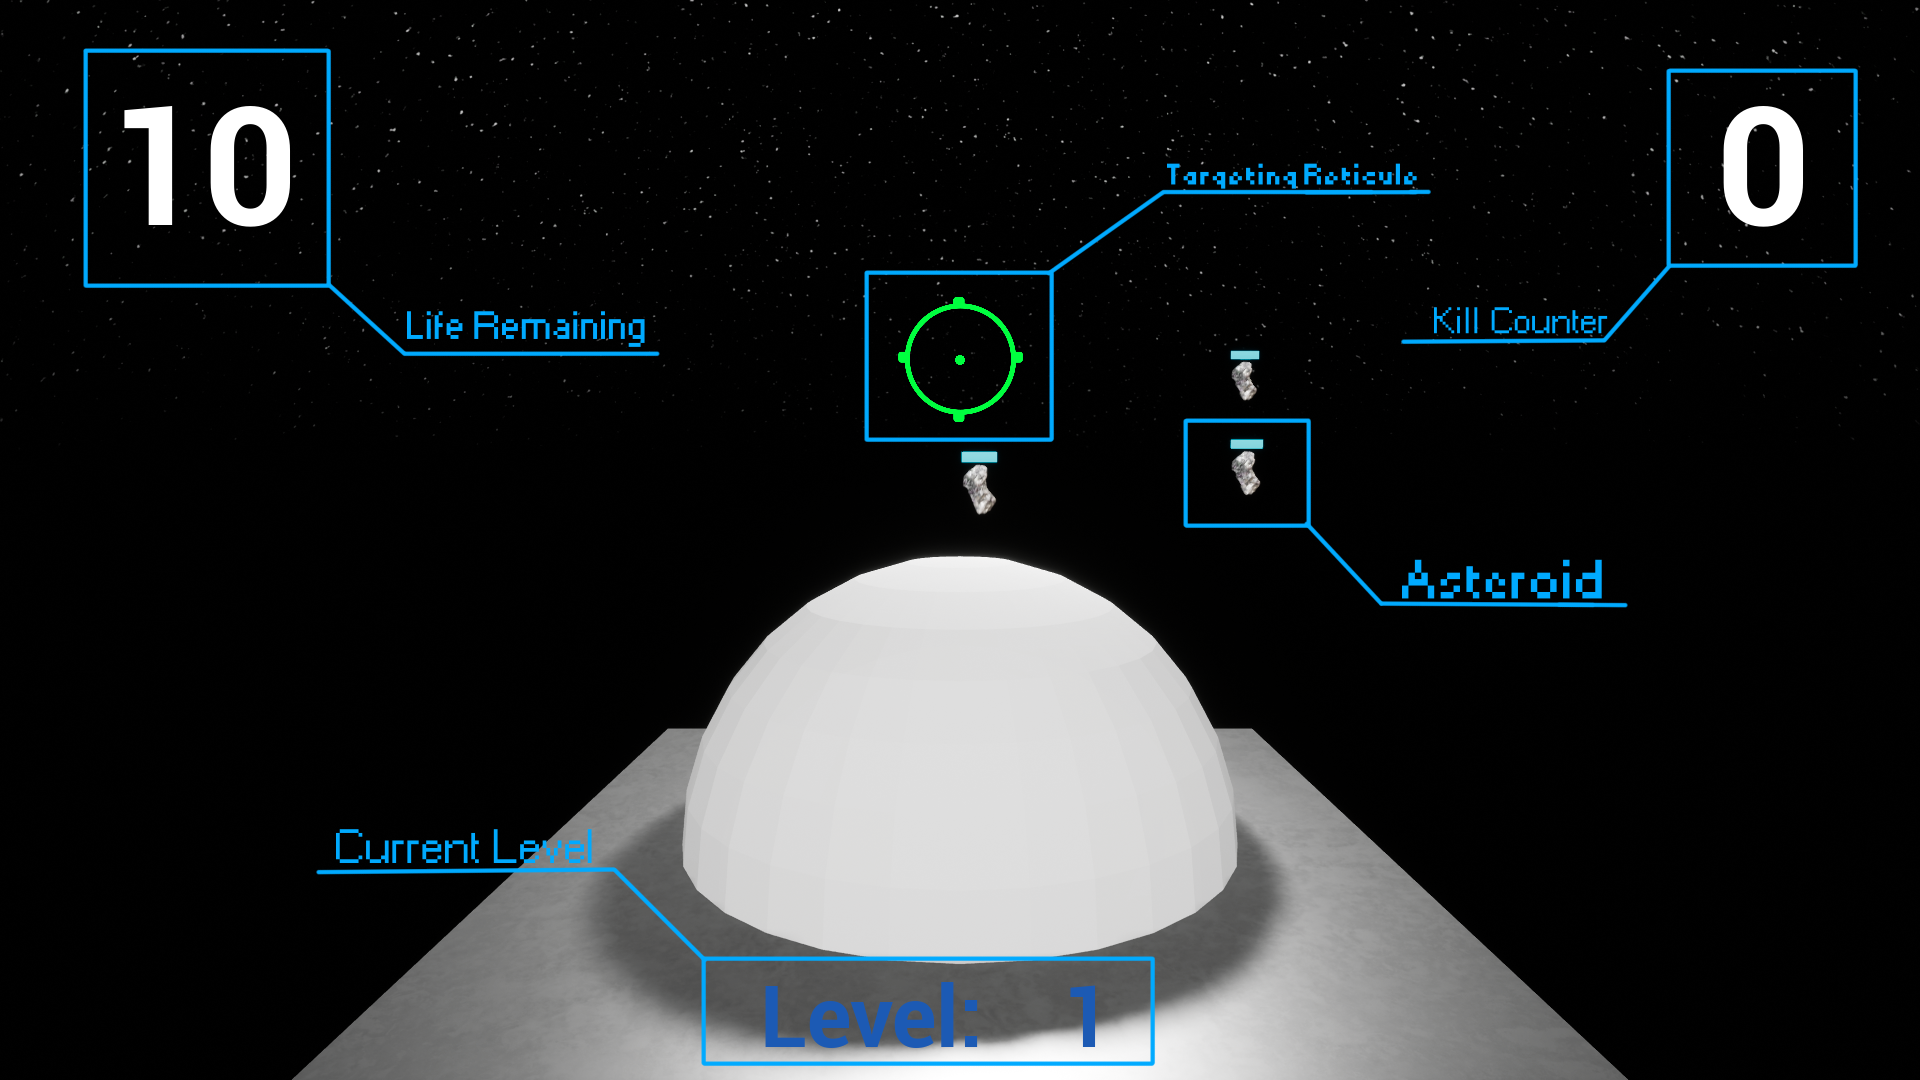 10
0
Targeting Reticule
Life Remaining
Kill Counter
Asteroid
Current Level
Level: 1